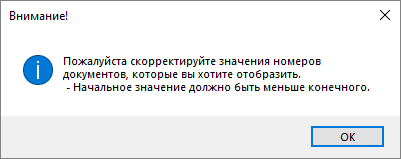 Внимание!
Пожалуйста скорректируйте значения номеров
документов, которые вы хотите отобразить.
- Начальное значение должно быть меньше конечного.
OK